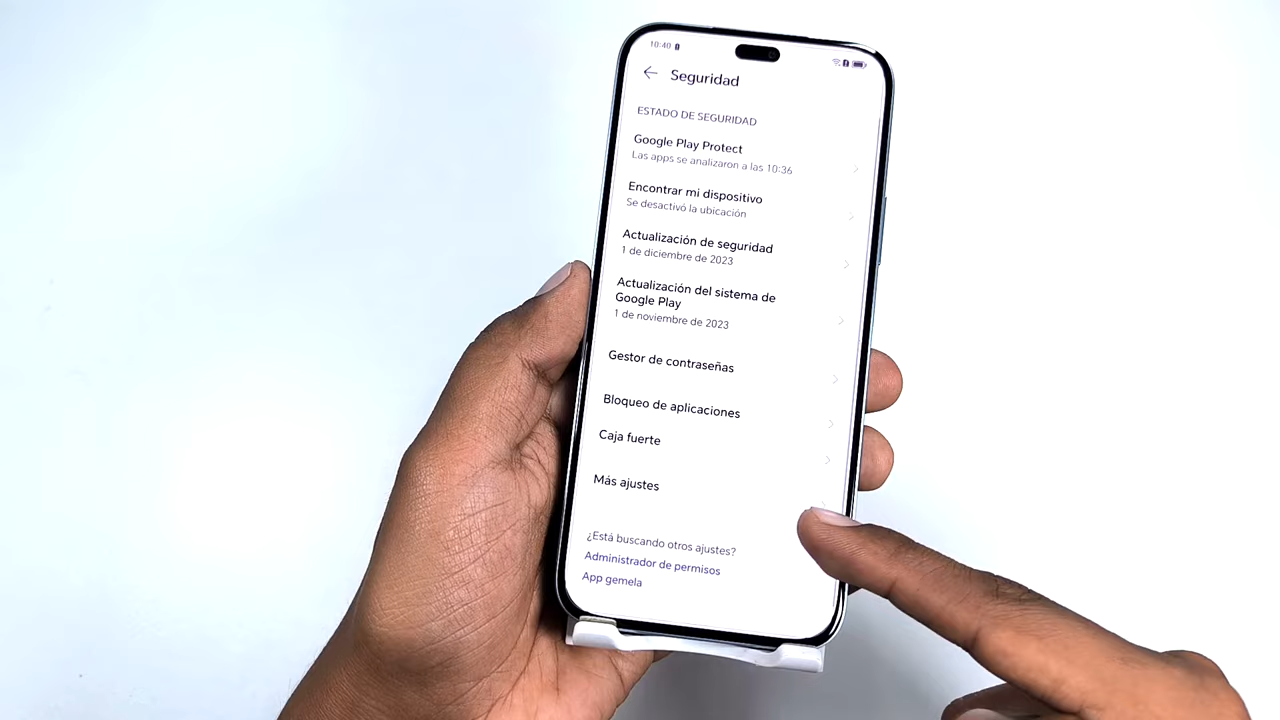 10:40
Seguridad
ESTADO DE SEGURIDAD
Google Play Protect
Las apps se analizaron a las 10:36
Encontrar mi dispositivo
Se desactivó la ubicación
Actualización de seguridad
1 de diciembre de 2023
Actualización del sistema de
Google Play
1 de noviembre de 2023
Gestor de contraseñas
Bloqueo de aplicaciones
Caja fuerte
Más ajustes
¿Está buscando otros ajustes?
Administrador de permisos
App gemela